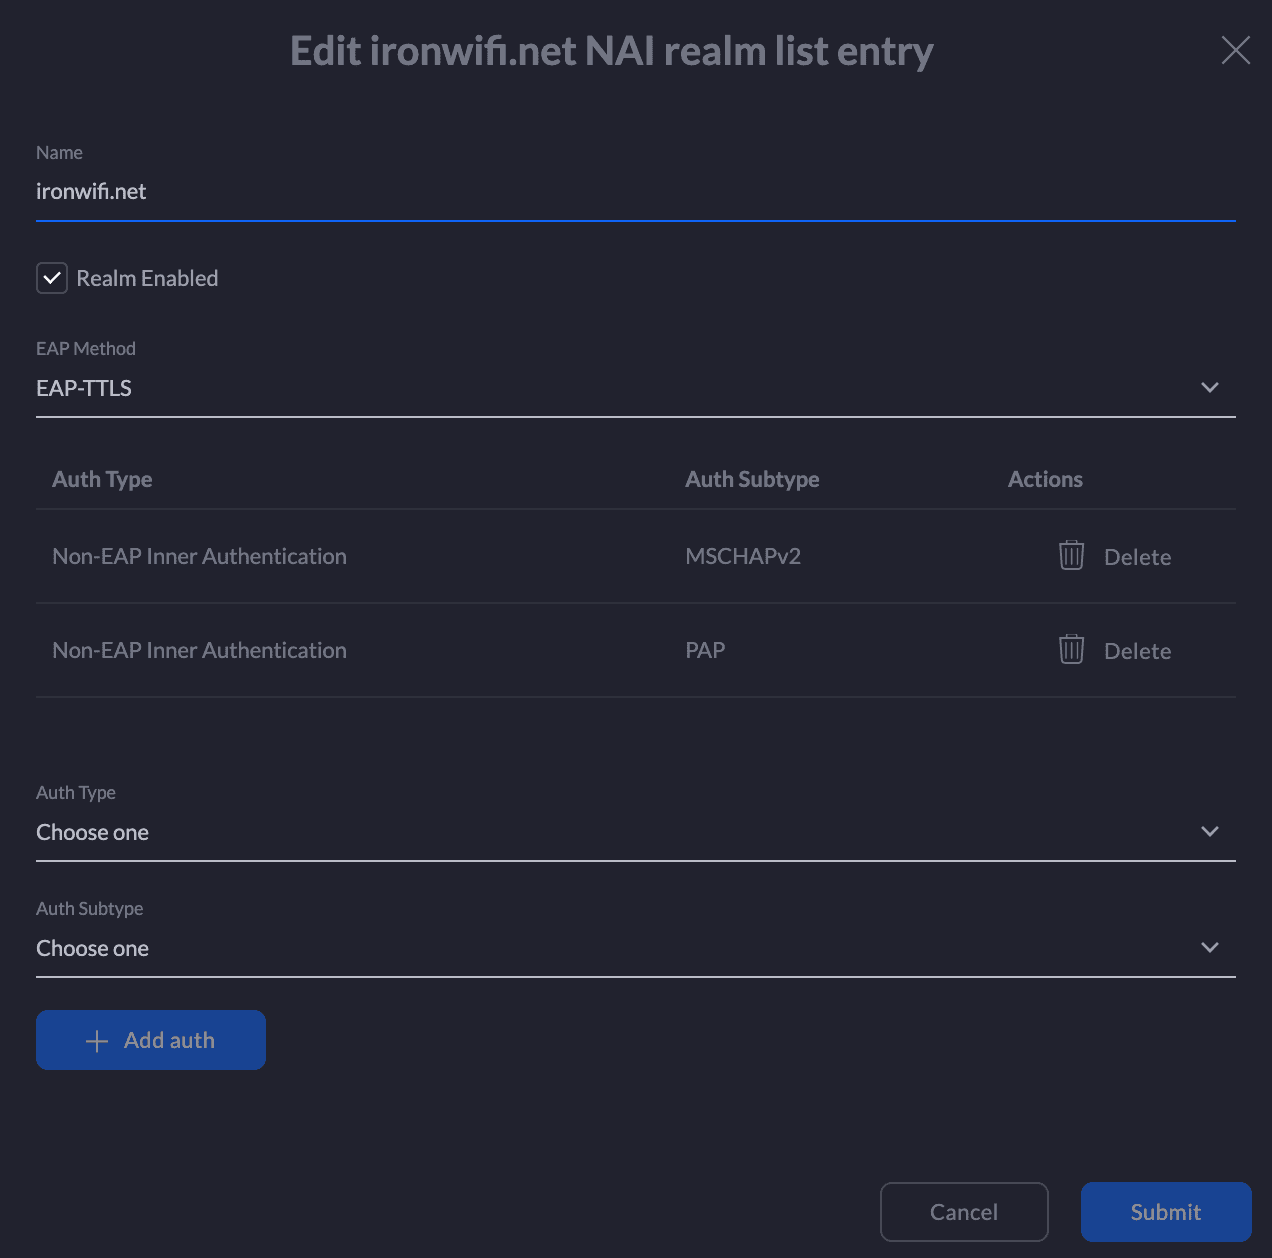 Edit ironwifi.net NAI realm list entry
Name
ironwifi.net
Realm Enabled
EAP Method
EAP-TTLS
Auth Type Auth Subtype Actions
Non-EAP Inner Authentication MSCHAPv2 Delete
Non-EAP Inner Authentication PAP Delete
Auth Type
Choose one
Auth Subtype
Choose one
Add auth
Cancel Submit